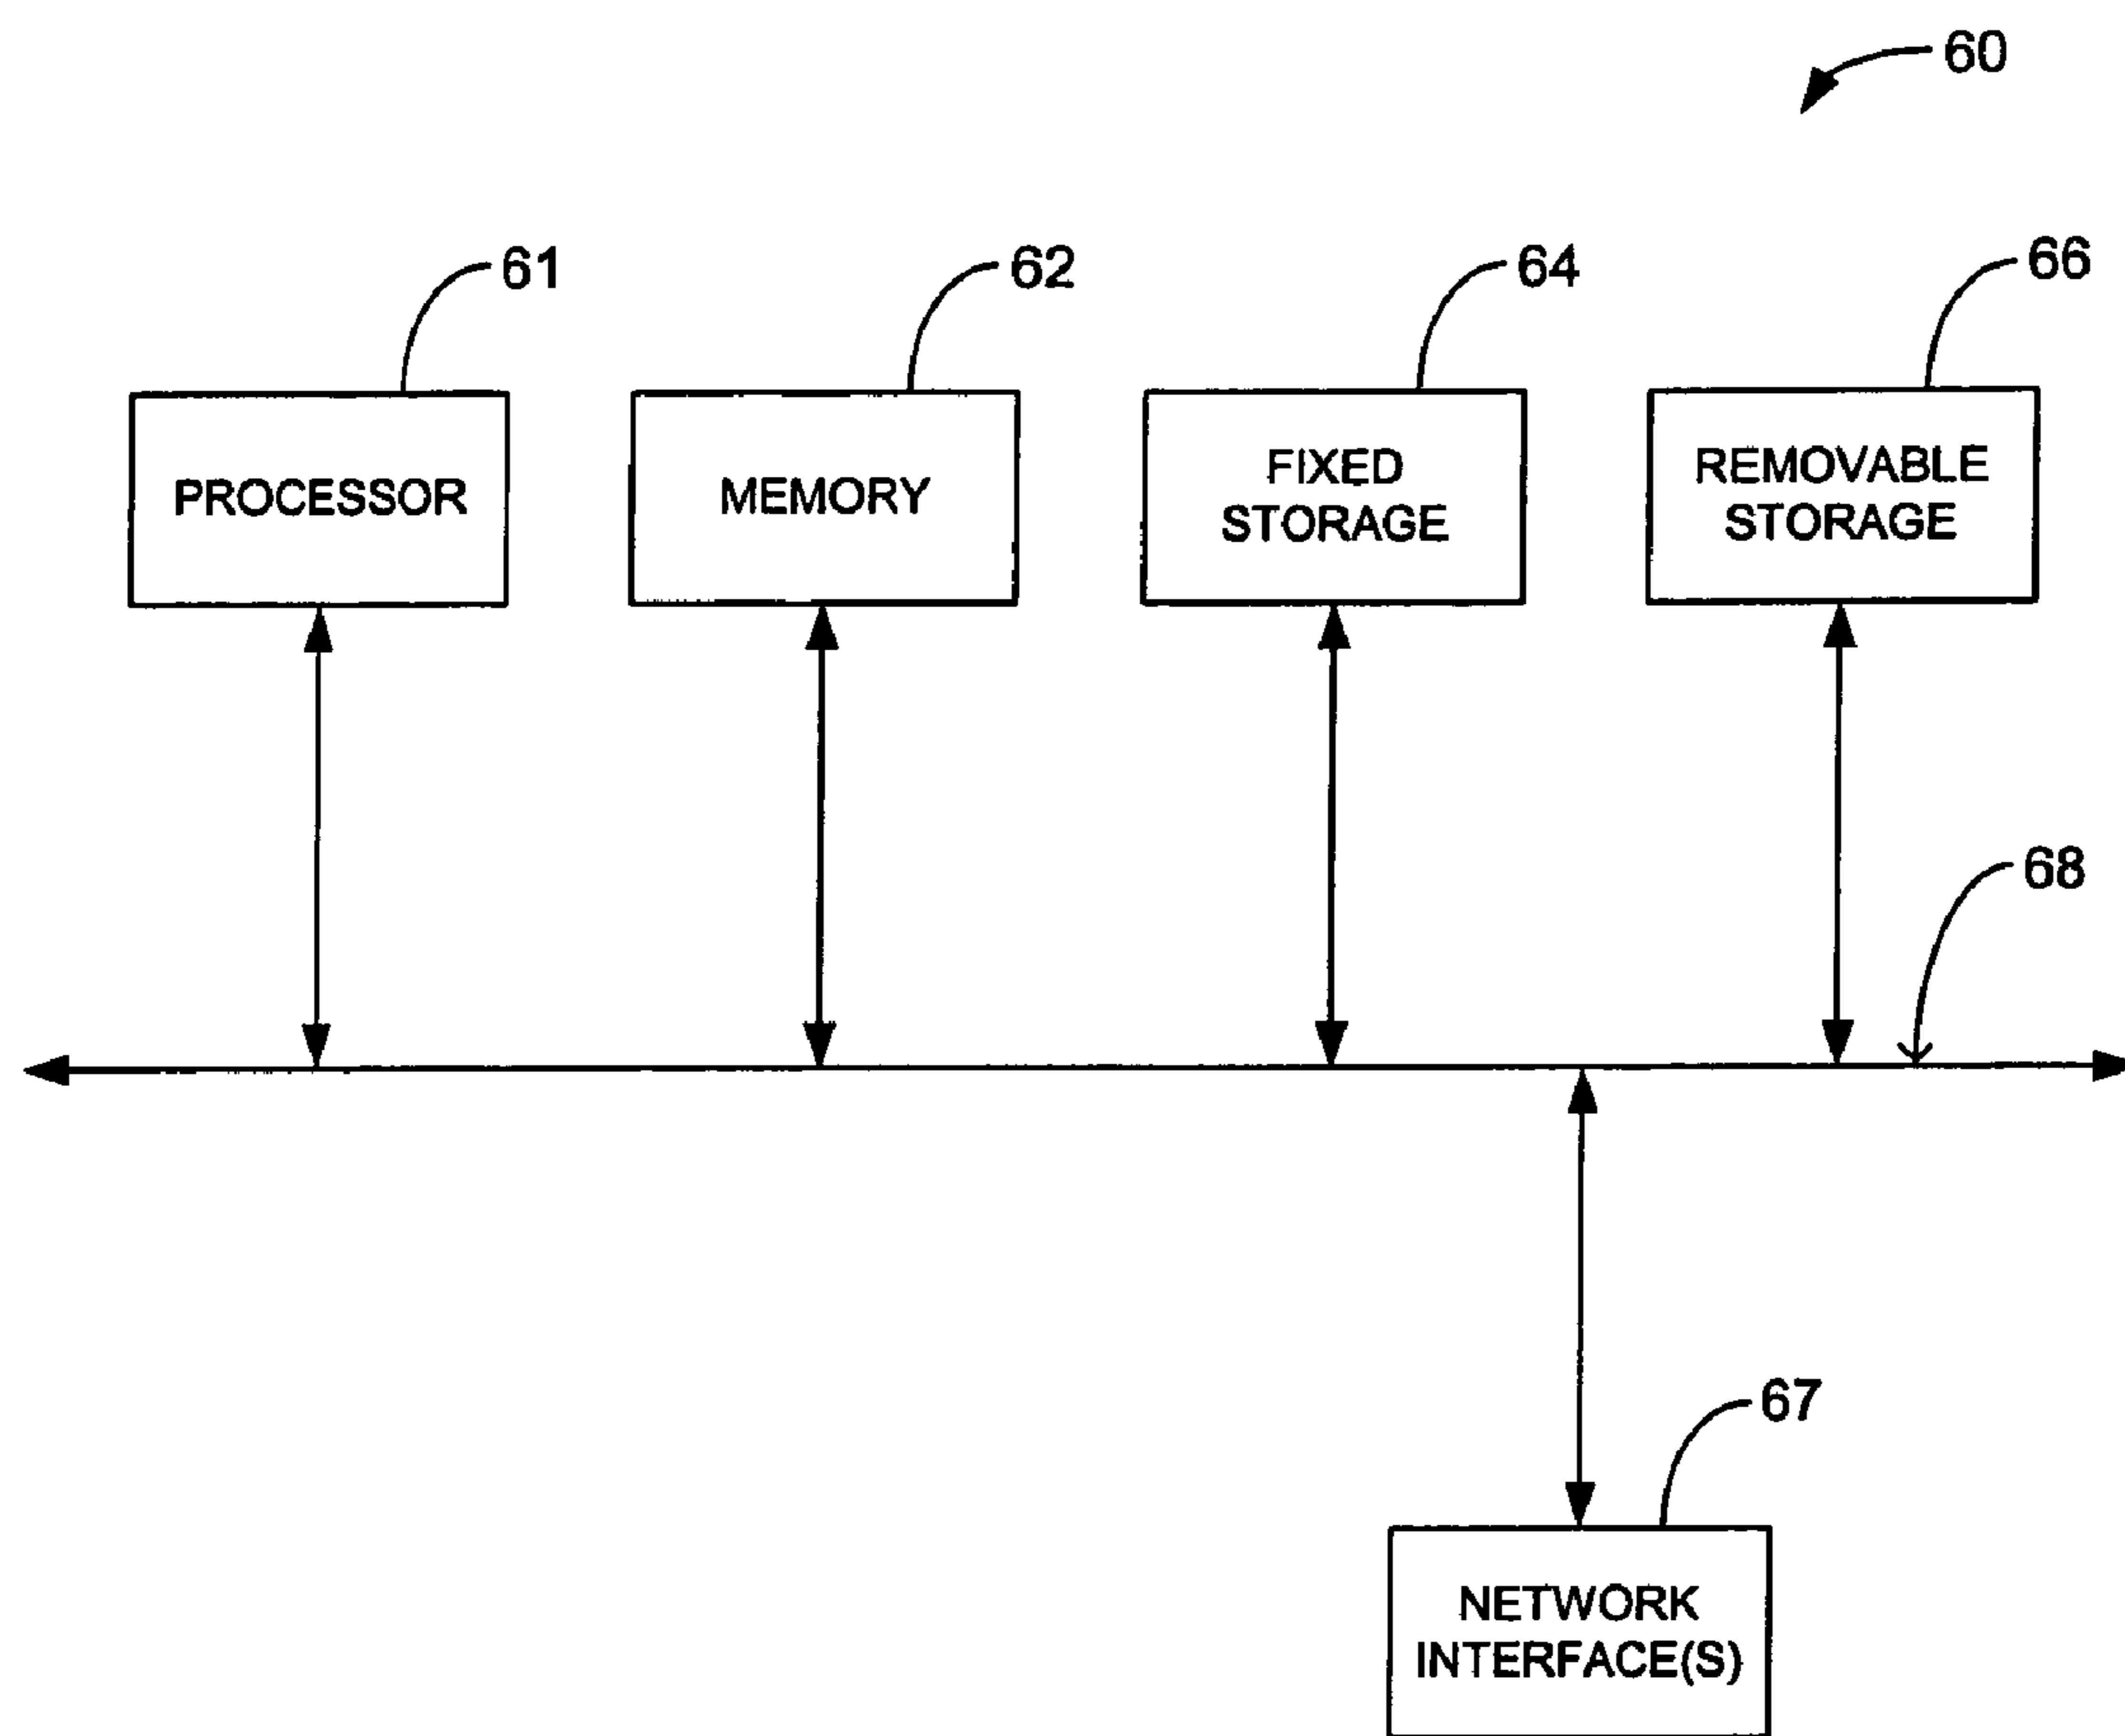 60
61
62
64
66
PROCESSOR
MEMORY
FIXED
STORAGE
REMOVABLE
STORAGE
68
67
NETWORK
INTERFACE(S)